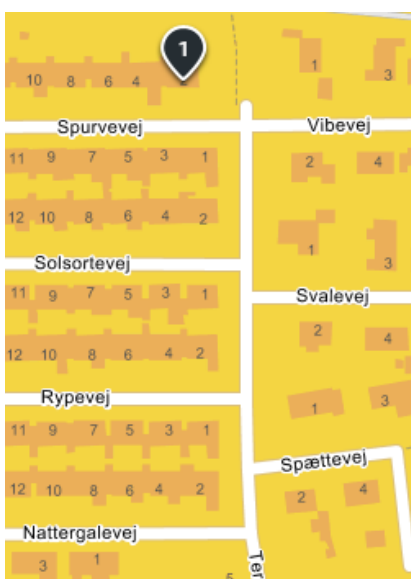 1
1
3
10 8 6 4 2
Spurvevej
Vibevej
11 9 7 5 3 1
2 4
12 10 8 6 4 2
1
3
Solsortevej
Svalevej
11 9 7 5 3 1
2
4
12 10 8 6 4 2
Rypevej
1 3
11 9 7 5 3 1
Spættevej
12 10 8 6 4 2
2 4
Nattergalevej
Ter
3 1
5